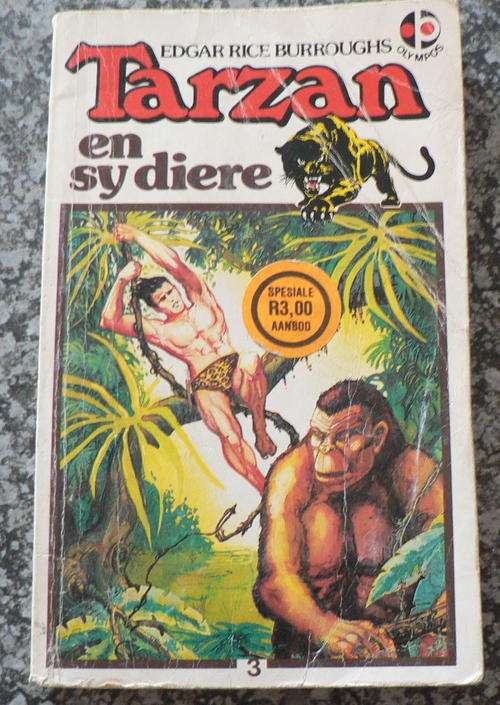 EDGAR RICE BURROUGHS
OLYMPOS
Tarzan
en
sy diere
SPESIALE
R3,00
AANBOD
3